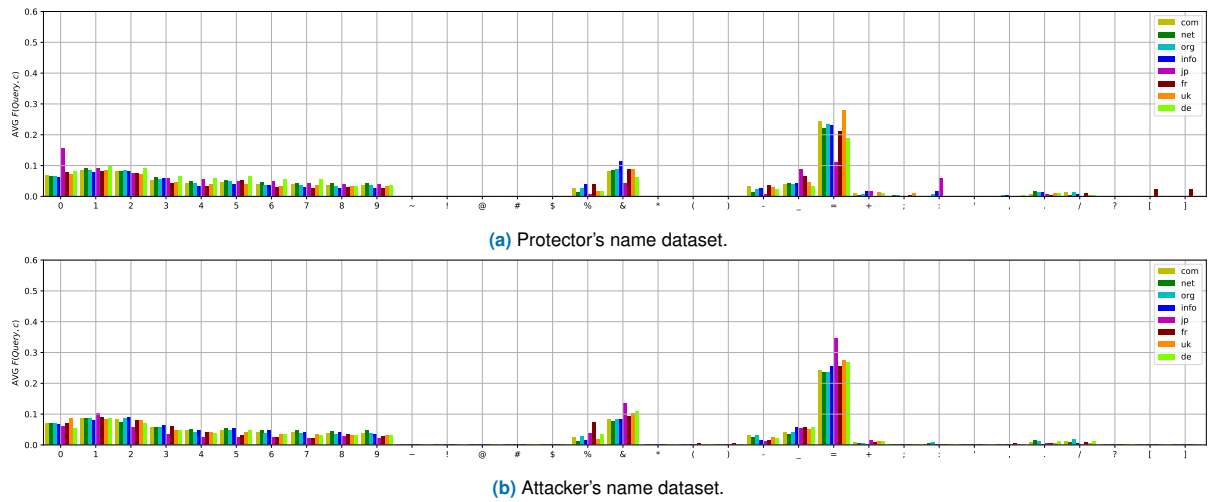 0.6
0.5
0.4
0.3
0.2
0.1
0.0
AVG F(Query, c)
com
net
org
info
jp
fr
uk
de
0 1 2 3 4 5 6 7 8 9 ~ ! @ # $ % & * ( ) - _ = + ; : ' , . / ? [ ]
(a) Protector's name dataset.
0.6
0.5
0.4
0.3
0.2
0.1
0.0
AVG F(Query, c)
com
net
org
info
jp
fr
uk
de
0 1 2 3 4 5 6 7 8 9 ~ ! @ # $ % & * ( ) - _ = + ; : ' , . / ? [ ]
(b) Attacker's name dataset.